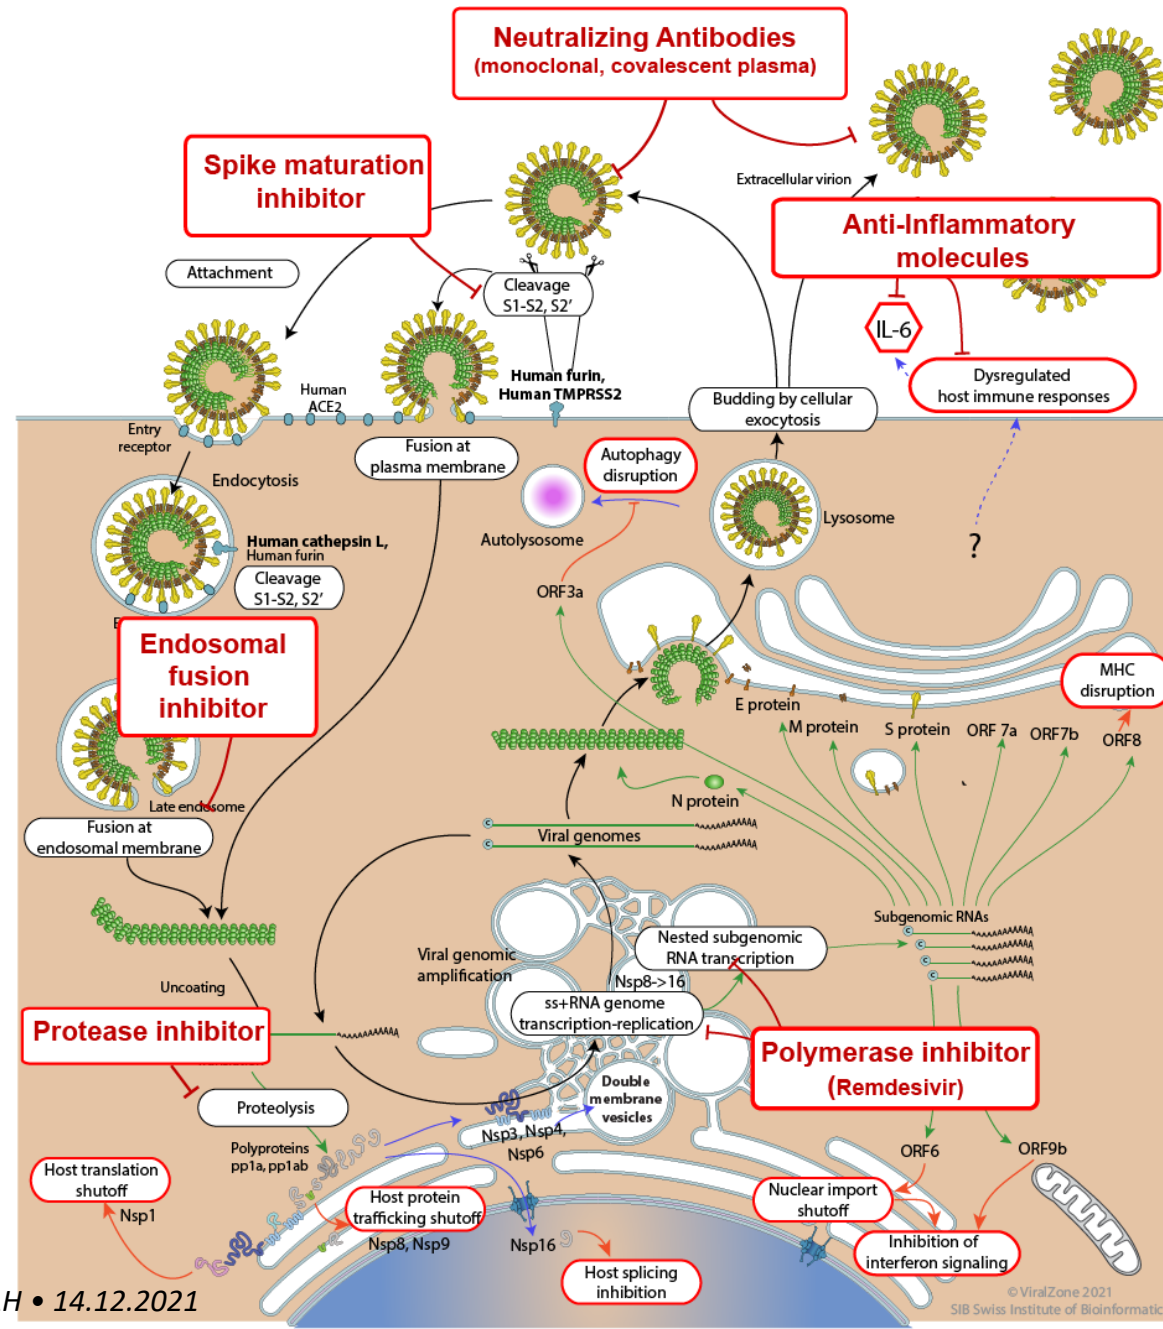 Neutralizing Antibodies
(monoclonal, covalescent plasma)
Spike maturation
inhibitor
Extracellular virion
Anti-Inflammatory
molecules
Attachment
Cleavage
S1-S2, S2'
IL-6
Human furin,
Human TMPRSS2
Human
ACE2
Dysregulated
host immune responses
Budding by cellular
exocytosis
Entry
receptor
Fusion at
plasma membrane
Autophagy
disruption
Endocytosis
Lysosome
Autolysosome
Human cathepsin L,
Human furin
Cleavage
S1-S2, S2'
?
ORF3a
Endosomal
fusion
inhibitor
MHC
disruption
E protein
M protein
S protein
ORF 7a
ORF7b
ORF8
Late endosome
N protein
Fusion at
endosomal membrane
C
Viral genomes
C
Subgenomic RNAs
C
C
C
C
Nested subgenomic
RNA transcription
Viral genomic
amplification
Nsp8->16
Uncoating
ss+RNA genome
transcription-replication
Protease inhibitor
Polymerase inhibitor
(Remdesivir)
Double
membrane
vesicles
Proteolysis
Nsp3, Nsp4,
Nsp6
Polyproteins
pp1a, pp1ab
ORF6
ORF9b
Host translation
shutoff
Nsp1
Host protein
trafficking shutoff
Nsp8, Nsp9
Nuclear import
shutoff
Nsp16
Inhibition of
interferon signaling
Host splicing
inhibition
H • 14.12.2021
© ViralZone 2021
SIB Swiss Institute of Bioinformatic